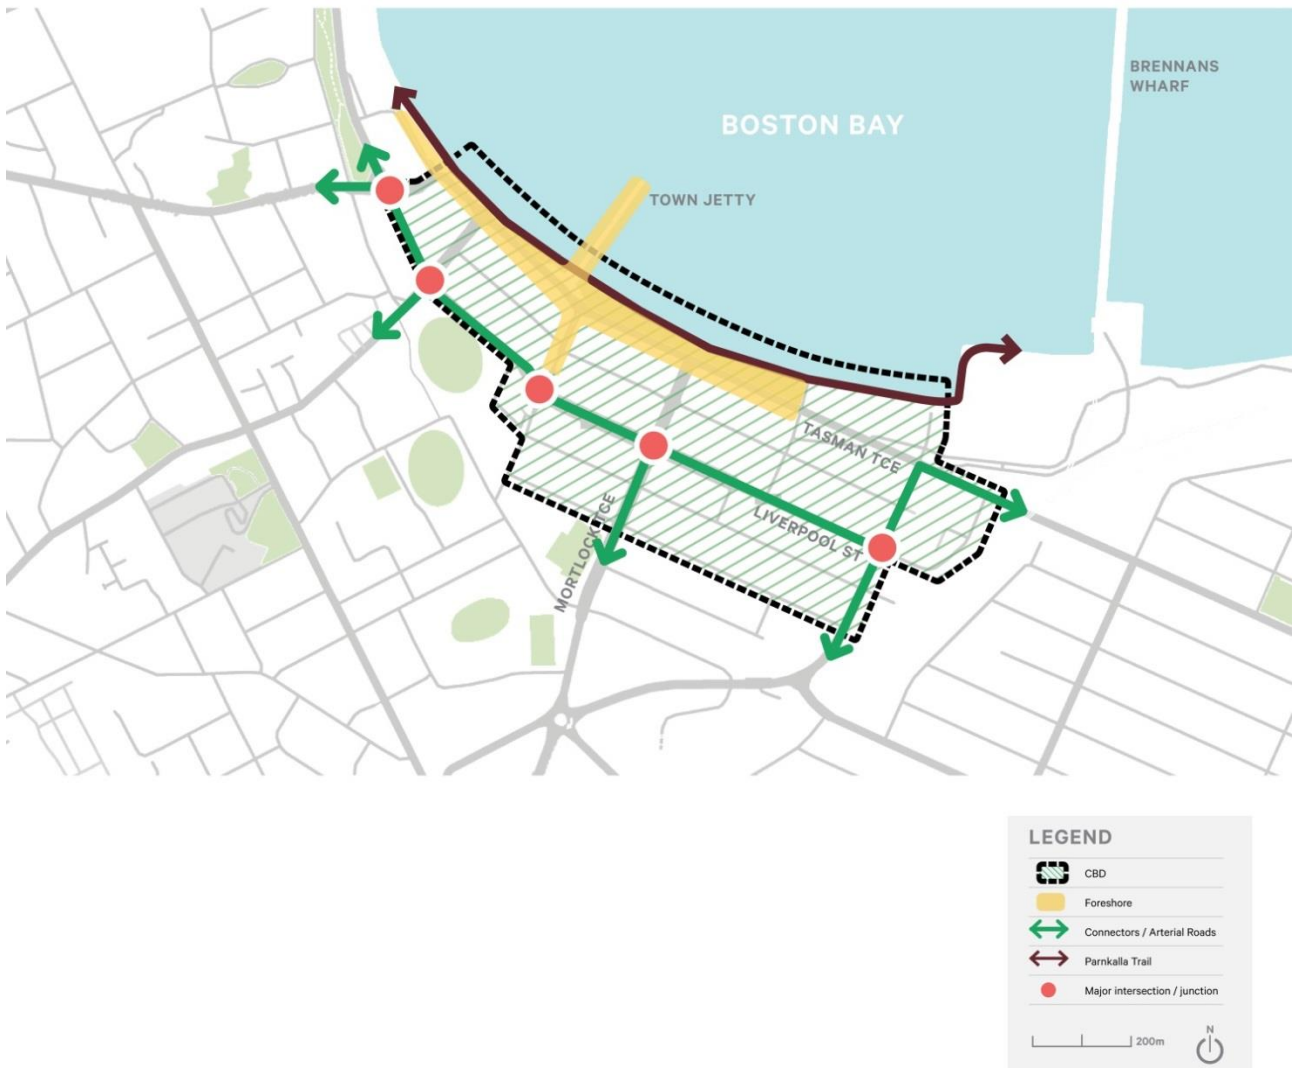 BRENNANS
WHARF
BOSTON BAY
TOWN JETTY
TASMAN TCE
LIVERPOOL ST
MORTLOCK TCE
LEGEND
CBD
Foreshore
Connectors / Arterial Roads
Parnkalla Trail
Major intersection / junction
200m
N